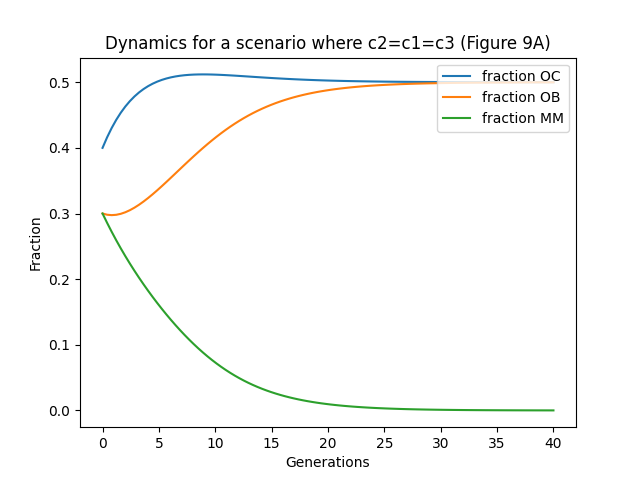 Dynamics for a scenario where c2=c1=c3 (Figure 9A)
fraction OC
fraction OB
fraction MM
Fraction
0.5
0.4
0.3
0.2
0.1
0.0
0 5 10 15 20 25 30 35 40
Generations